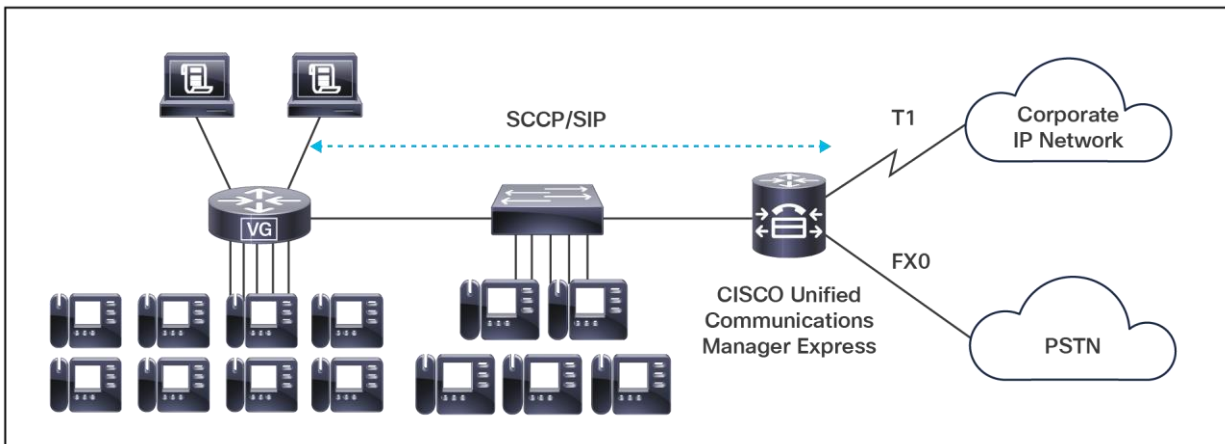 SCCP/SIP
T1
Corporate
IP Network
VG
FX0
CISCO Unified
Communications
Manager Express
PSTN